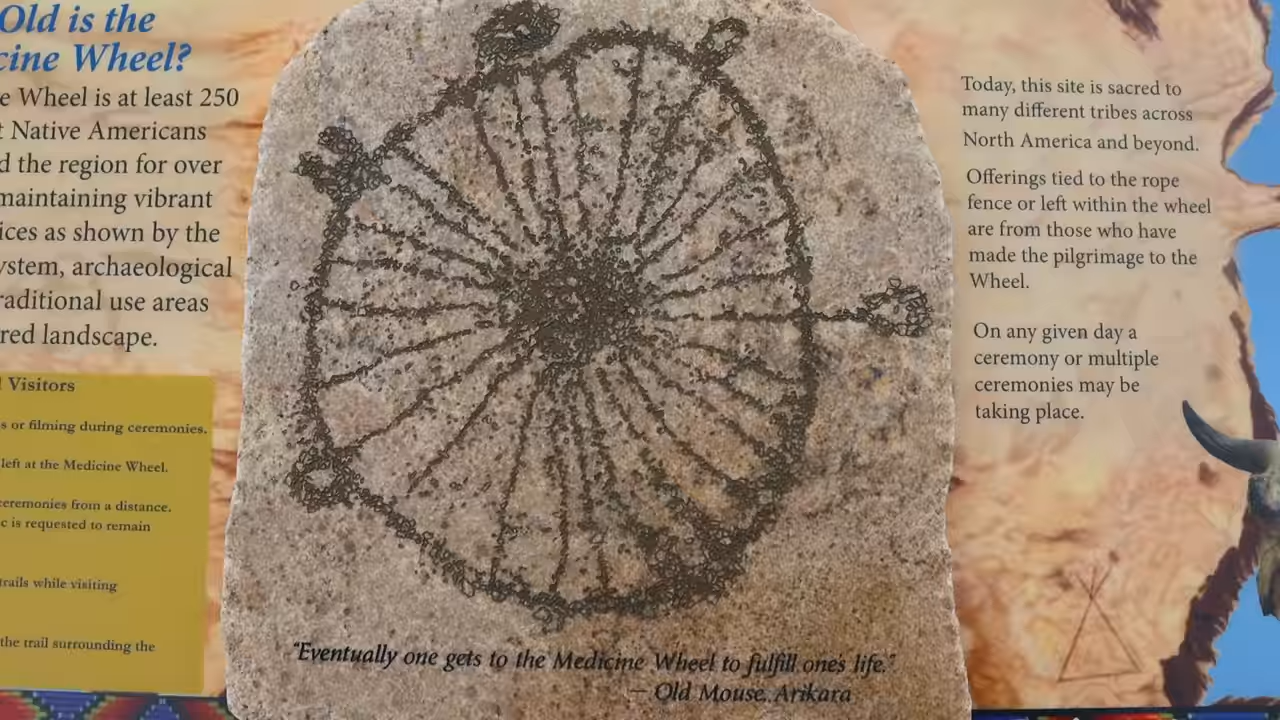 Old is the
cine Wheel?
e Wheel is at least 250
t Native Americans
d the region for over
maintaining vibrant
ices as shown by the
ystem, archaeological
raditional use areas
red landscape.
l Visitors
s or filming during ceremonies.
left at the Medicine Wheel.
ceremonies from a distance.
c is requested to remain
trails while visiting
the trail surrounding the
"Eventually one gets to the Medicine Wheel to fulfill one's life."
— Old Mouse, Arikara
Today, this site is sacred to
many different tribes across
North America and beyond.
Offerings tied to the rope
fence or left within the wheel
are from those who have
made the pilgrimage to the
Wheel.
On any given day a
ceremony or multiple
ceremonies may be
taking place.